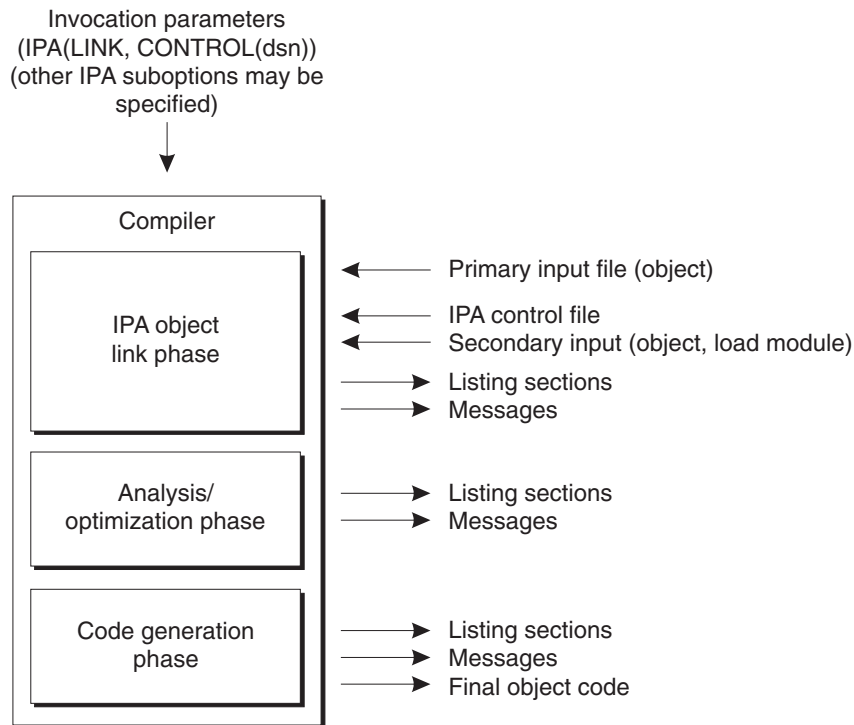 Invocation parameters
(IPA(LINK, CONTROL(dsn))
(other IPA suboptions may be
specified)
Compiler
IPA object
link phase
Primary input file (object)
IPA control file
Secondary input (object, load module)
Listing sections
Messages
Analysis/
optimization phase
Listing sections
Messages
Code generation
phase
Listing sections
Messages
Final object code